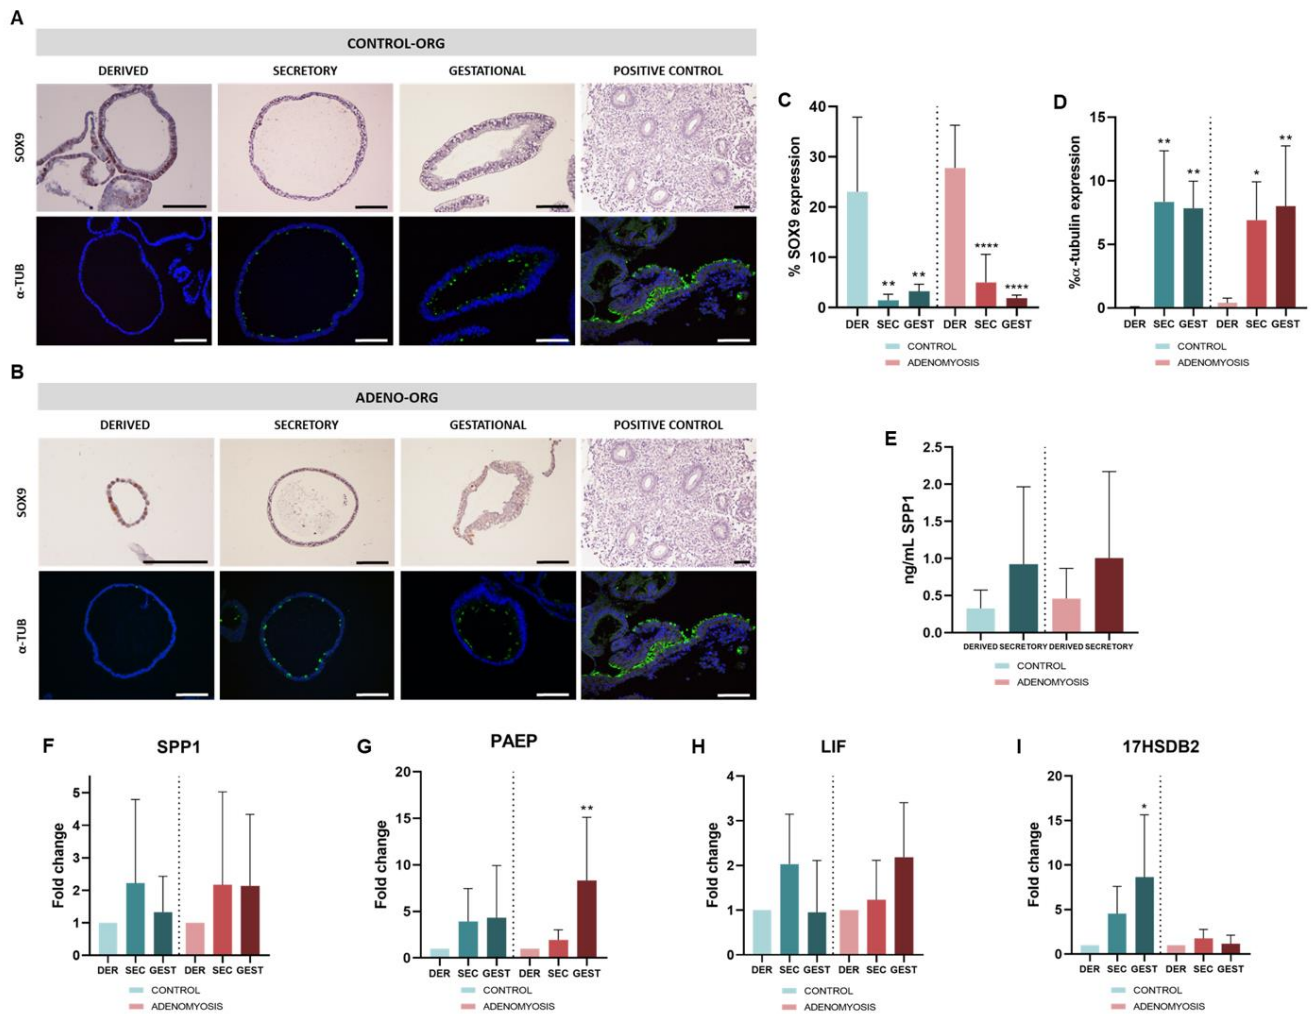 A
CONTROL-ORG
DERIVED SECRETORY GESTATIONAL POSITIVE CONTROL
SOX9
α-TUB
B
ADENO-ORG
DERIVED SECRETORY GESTATIONAL POSITIVE CONTROL
SOX9
α-TUB
C
% SOX9 expression
40
30
20
10
0
** ** **** ****
DER SEC GEST DER SEC GEST
CONTROL
ADENOMYOSIS
D
%α-tubulin expression
15
10
5
0
** ** * **
DER SEC GEST DER SEC GEST
CONTROL
ADENOMYOSIS
E
ng/mL SPP1
2.5
2.0
1.5
1.0
0.5
0.0
DERIVED SECRETORY DERIVED SECRETORY
CONTROL
ADENOMYOSIS
F
SPP1
Fold change
5
4
3
2
1
0
DER SEC GEST DER SEC GEST
CONTROL
ADENOMYOSIS
G
PAEP
Fold change
20
15
10
5
0
**
DER SEC GEST DER SEC GEST
CONTROL
ADENOMYOSIS
H
LIF
Fold change
4
3
2
1
0
DER SEC GEST DER SEC GEST
CONTROL
ADENOMYOSIS
I
17HSDB2
Fold change
20
15
10
5
0
*
DER SEC GEST DER SEC GEST
CONTROL
ADENOMYOSIS